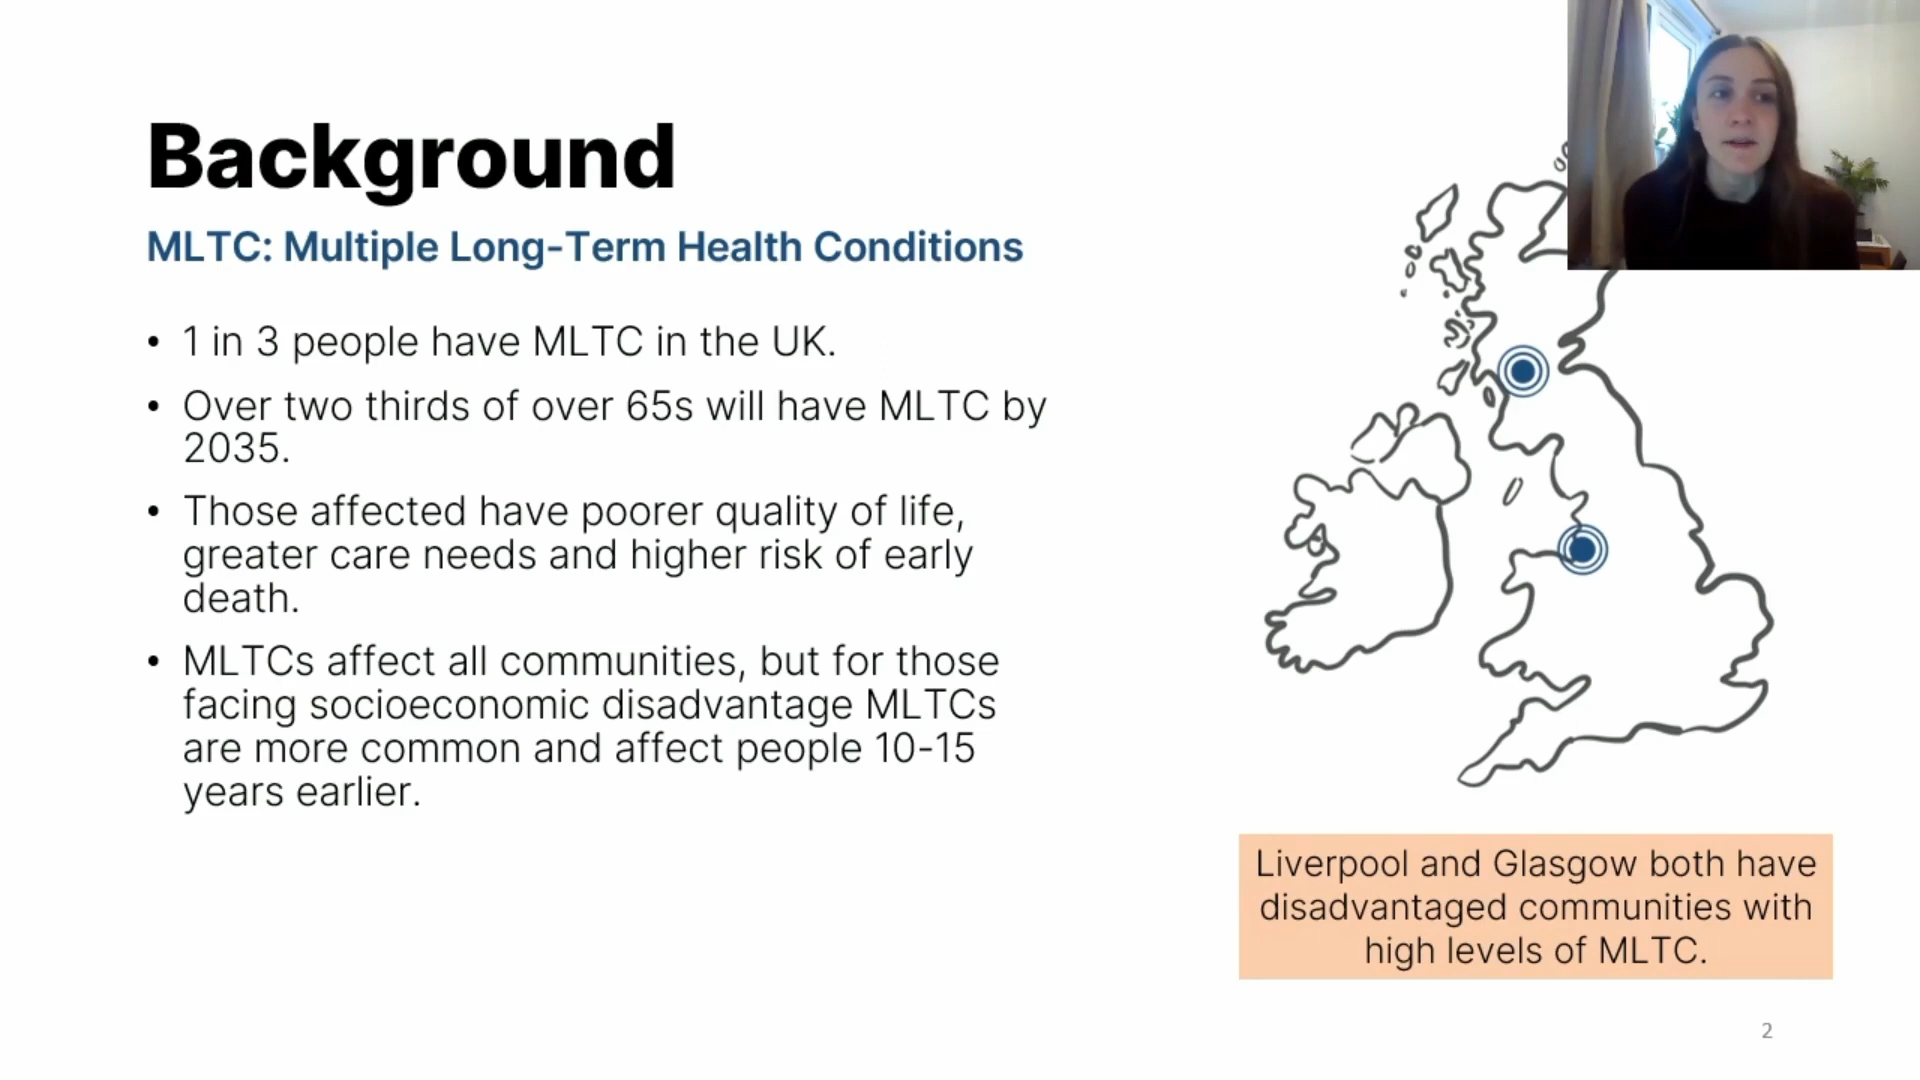 Background
MLTC: Multiple Long-Term Health Conditions
• 1 in 3 people have MLTC in the UK.
• Over two thirds of over 65s will have MLTC by
2035.
• Those affected have poorer quality of life,
greater care needs and higher risk of early
death.
• MLTCs affect all communities, but for those
facing socioeconomic disadvantage MLTCs
are more common and affect people 10-15
years earlier.
Liverpool and Glasgow both have
disadvantaged communities with
high levels of MLTC.
2